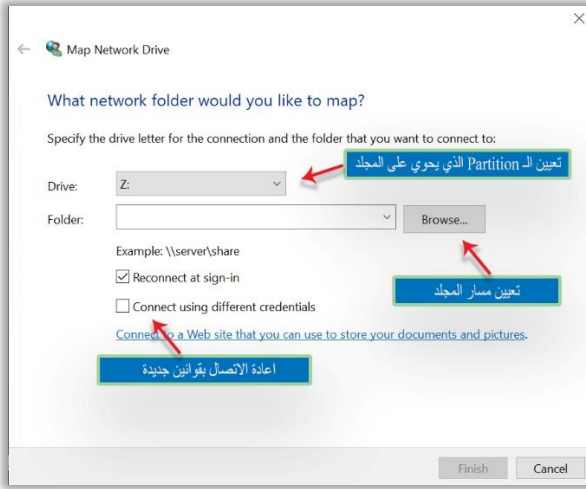 Map Network Drive
What network folder would you like to map?
Specify the drive letter for the connection and the folder that you want to connect to:
تعيين الـ Partition الذي يحوي على المجلد
Drive: Z:
Folder: Browse...
Example: \\server\share
Reconnect at sign-in
تعيين مسار المجلد
Connect using different credentials
Connect to a Web site that you can use to store your documents and pictures.
اعادة الاتصال بقوانين جديدة
Finish Cancel